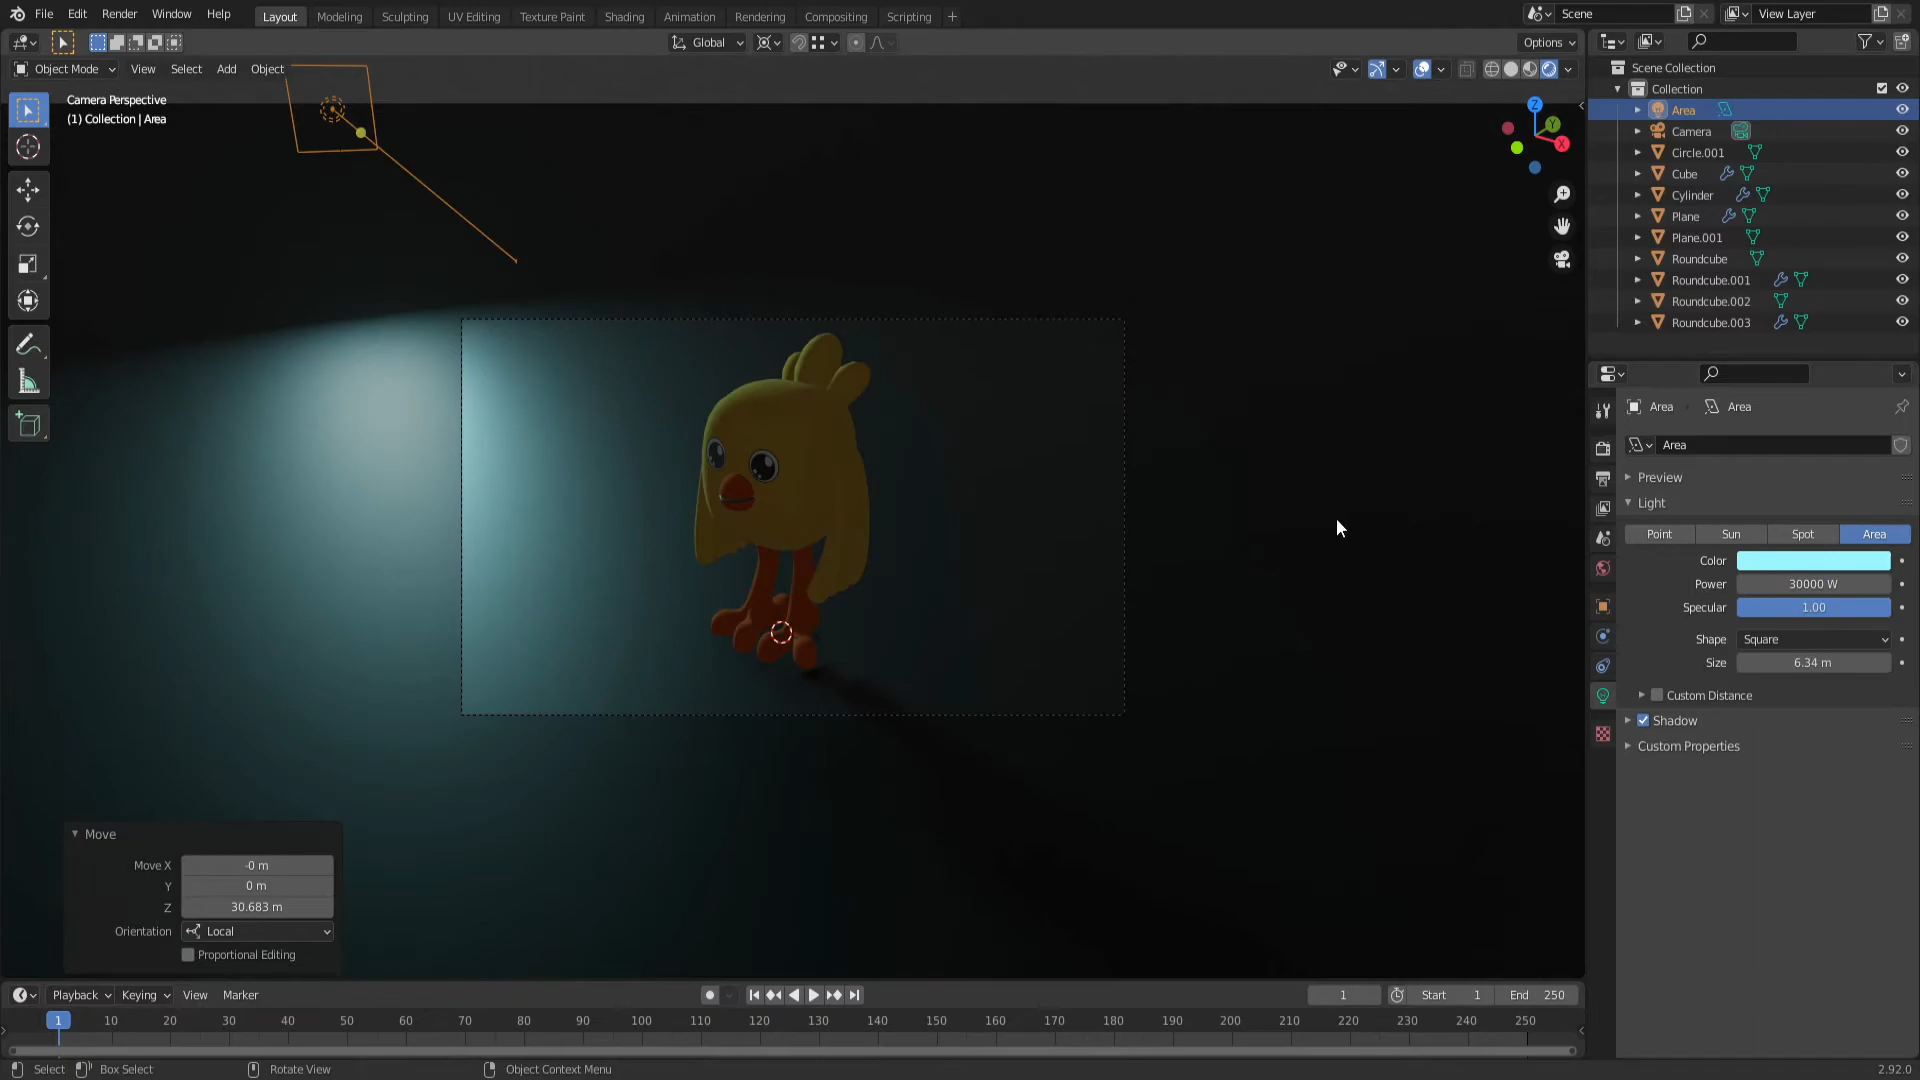 File Edit Render Window Help Layout Modeling Sculpting UV Editing Texture Paint Shading Animation Rendering Compositing Scripting + Scene View Layer
Global Options
Object Mode View Select Add Object
Camera Perspective
(1) Collection | Area
Z
Y
X
Scene Collection
Collection
Area
Camera
Circle.001
Cube
Cylinder
Plane
Plane.001
Roundcube
Roundcube.001
Roundcube.002
Roundcube.003
Area Area
Area
Preview
Light
Point Sun Spot Area
Color
Power 30000 W
Specular 1.00
Shape Square
Size 6.34 m
Custom Distance
Shadow
Custom Properties
Move
Move X -0 m
Y 0 m
Z 30.683 m
Orientation Local
Proportional Editing
Playback Keying View Marker 1 Start 1 End 250
1 10 20 30 40 50 60 70 80 90 100 110 120 130 140 150 160 170 180 190 200 210 220 230 240 250
Select Box Select Rotate View Object Context Menu 2.92.0